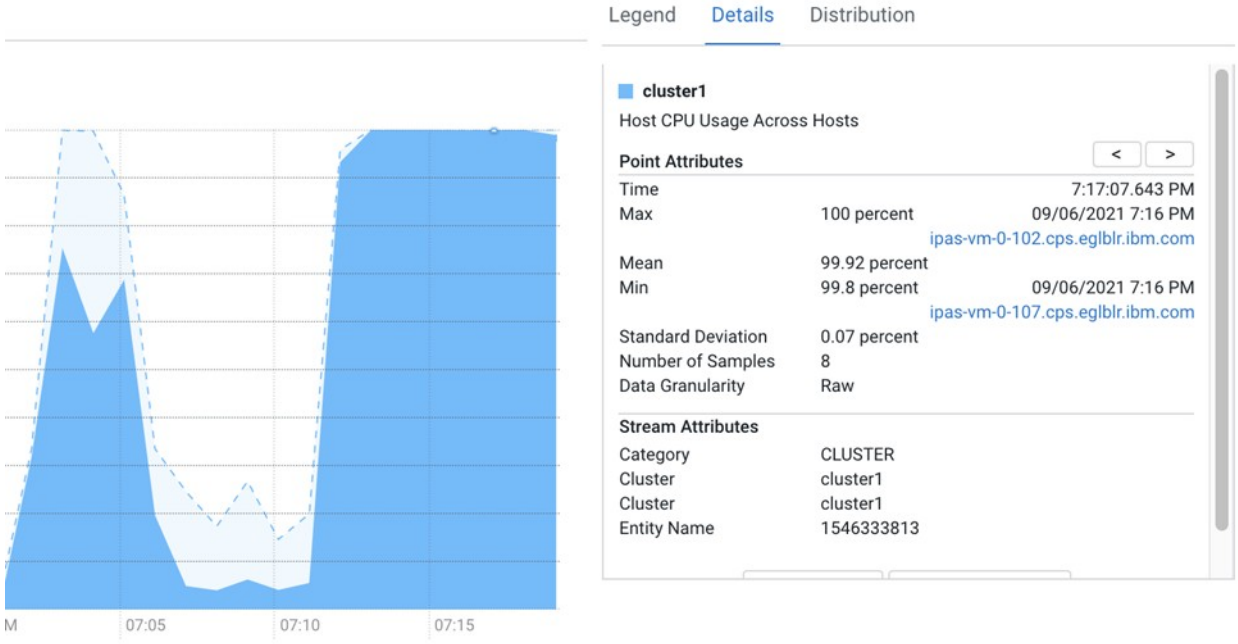 Legend Details Distribution
cluster1
Host CPU Usage Across Hosts
Point Attributes < >
Time 7:17:07.643 PM
Max 100 percent 09/06/2021 7:16 PM
ipas-vm-0-102.cps.eglblr.ibm.com
Mean 99.92 percent
Min 99.8 percent 09/06/2021 7:16 PM
ipas-vm-0-107.cps.eglblr.ibm.com
Standard Deviation 0.07 percent
Number of Samples 8
Data Granularity Raw
Stream Attributes
Category CLUSTER
Cluster cluster1
Cluster cluster1
Entity Name 1546333813
M 07:05 07:10 07:15